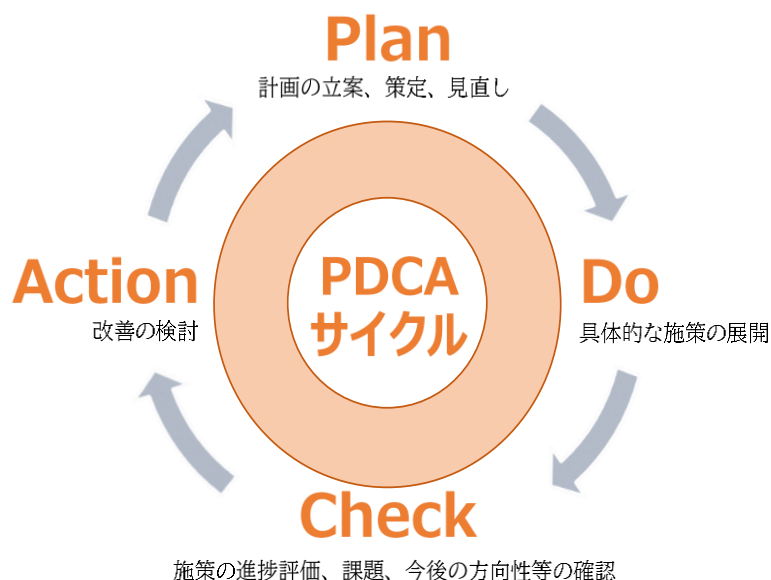 Plan
計画の立案、策定、見直し
Action
改善の検討
PDCA
サイクル
Do
具体的な施策の展開
Check
施策の進捗評価、課題、今後の方向性等の確認